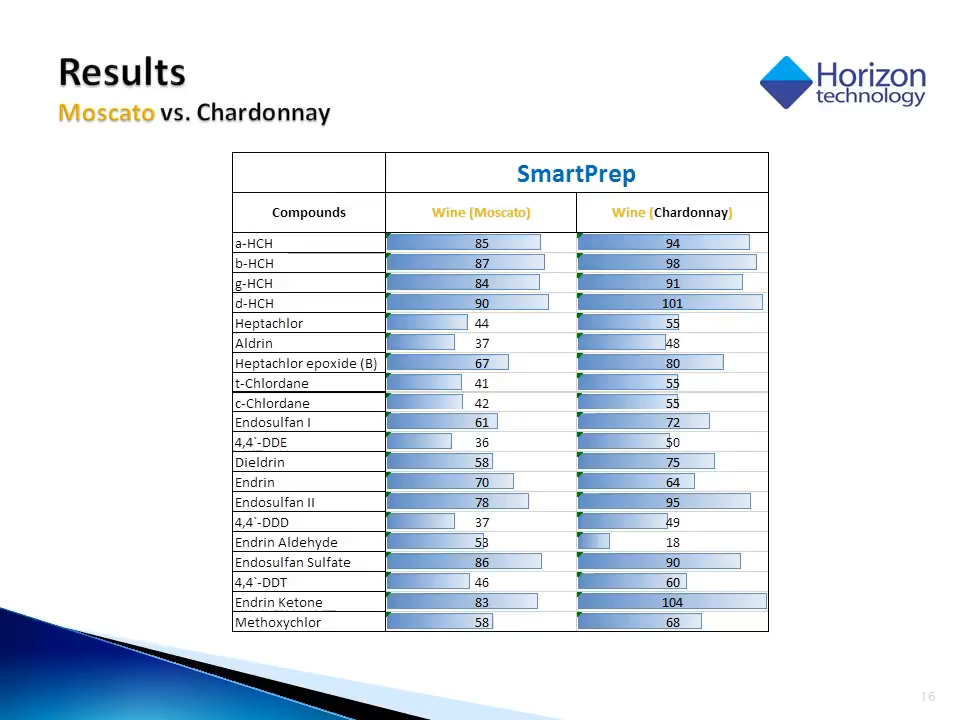 Results
Moscato vs. Chardonnay
Horizon
technology
SmartPrep
Compounds Wine (Moscato) Wine (Chardonnay)
a-HCH 85 94
b-HCH 87 98
g-HCH 84 91
d-HCH 90 101
Heptachlor 44 55
Aldrin 37 48
Heptachlor epoxide (B) 67 80
t-Chlordane 41 55
c-Chlordane 42 55
Endosulfan I 61 72
4,4`-DDE 36 50
Dieldrin 58 75
Endrin 70 64
Endosulfan II 78 95
4,4`-DDD 37 49
Endrin Aldehyde 53 18
Endosulfan Sulfate 86 90
4,4`-DDT 46 60
Endrin Ketone 83 104
Methoxychlor 58 68
16